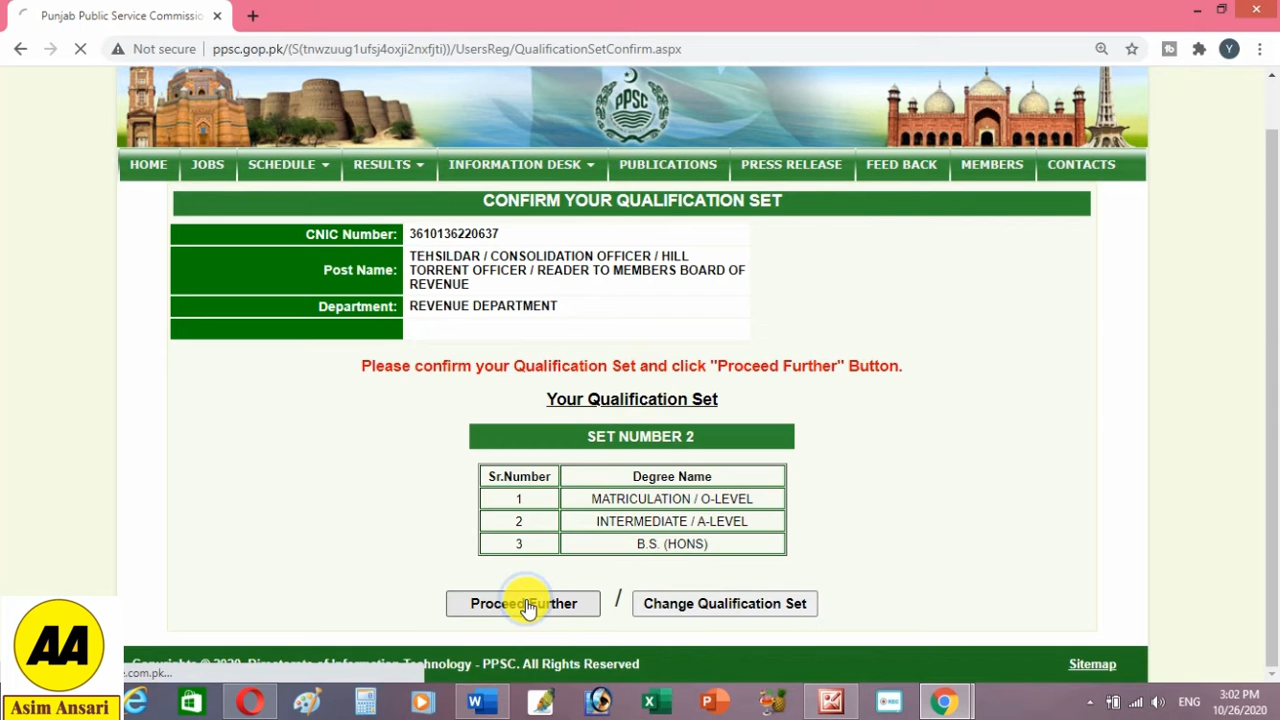 Punjab Public Service Commissio
Not secure
ppsc.gop.pk/(S(tnwzuug1ufsj4oxji2nxfjti))/UsersReg/QualificationSetConfirm.aspx
Y
PPSC
HOME
JOBS
SCHEDULE
RESULTS
INFORMATION DESK
PUBLICATIONS
PRESS RELEASE
FEED BACK
MEMBERS
CONTACTS
CONFIRM YOUR QUALIFICATION SET
CNIC Number: 3610136220637
Post Name: TEHSILDAR / CONSOLIDATION OFFICER / HILL
TORRENT OFFICER / READER TO MEMBERS BOARD OF
REVENUE
Department: REVENUE DEPARTMENT
Please confirm your Qualification Set and click "Proceed Further" Button.
Your Qualification Set
SET NUMBER 2
Sr.Number Degree Name
1 MATRICULATION / O-LEVEL
2 INTERMEDIATE / A-LEVEL
3 B.S. (HONS)
Proceed Further / Change Qualification Set
Copyrights © 2020, Directorate of Information Technology - PPSC. All Rights Reserved
Sitemap
e.com.pk...
AA
Asim Ansari
ENG
3:02 PM
10/26/2020